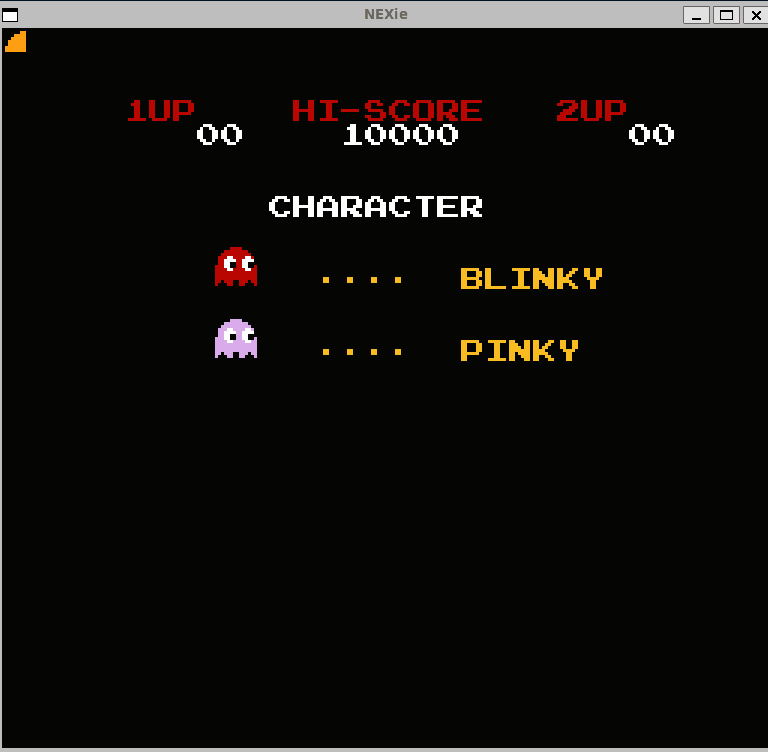 NEXie
1UP HI-SCORE 2UP
00 10000 00
CHARACTER
.... BLINKY
.... PINKY